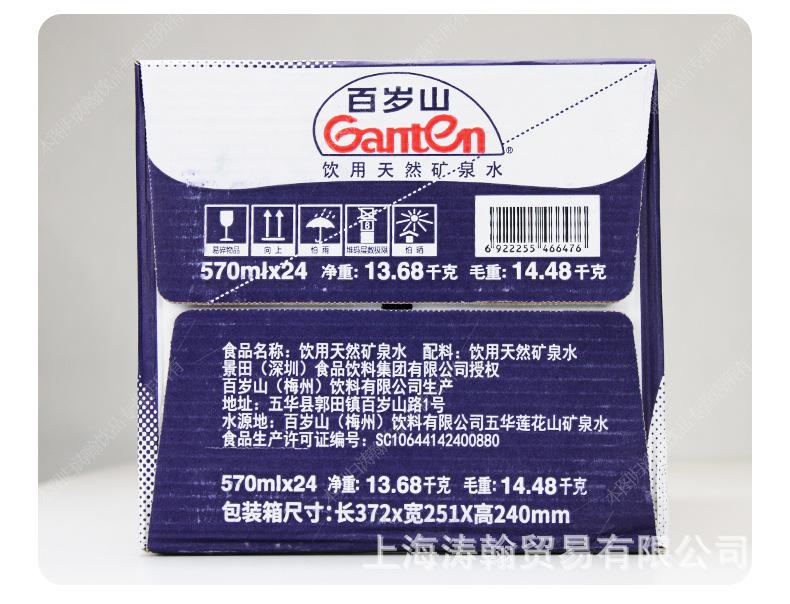 百岁山
Ganten®
饮用天然矿泉水
易碎物品 向上 怕雨 堆码层数极限 怕晒
6 922255 466476
570mlx24 净重：13.68千克 毛重：14.48千克
食品名称：饮用天然矿泉水 配料：饮用天然矿泉水
景田（深圳）食品饮料集团有限公司授权
百岁山（梅州）饮料有限公司生产
地址：五华县郭田镇百岁山路1号
水源地：百岁山（梅州）饮料有限公司五华莲花山矿泉水
食品生产许可证编号：SC10644142400880
570mlx24 净重：13.68千克 毛重：14.48千克
包装箱尺寸：长372x宽251X高240mm
上海涛翰贸易有限公司